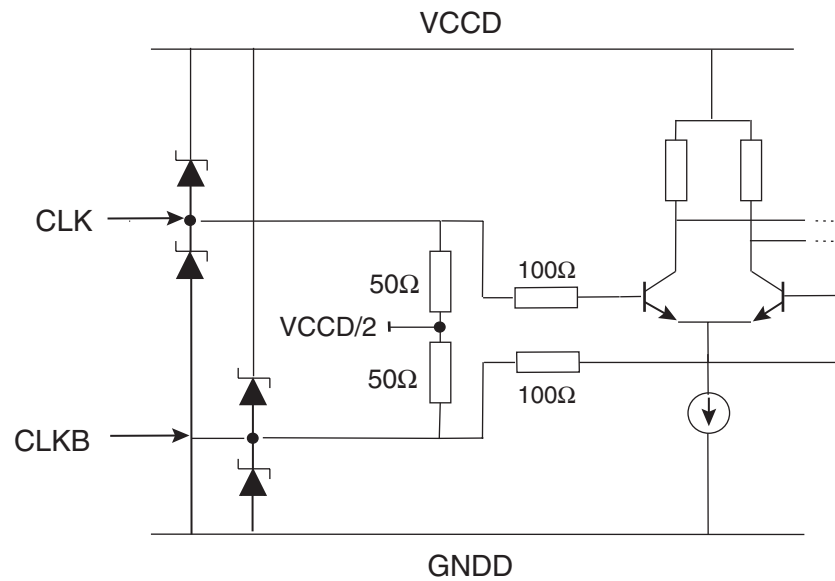 VCCD
CLK
50Ω
100Ω
VCCD/2
50Ω
100Ω
CLKB
GNDD